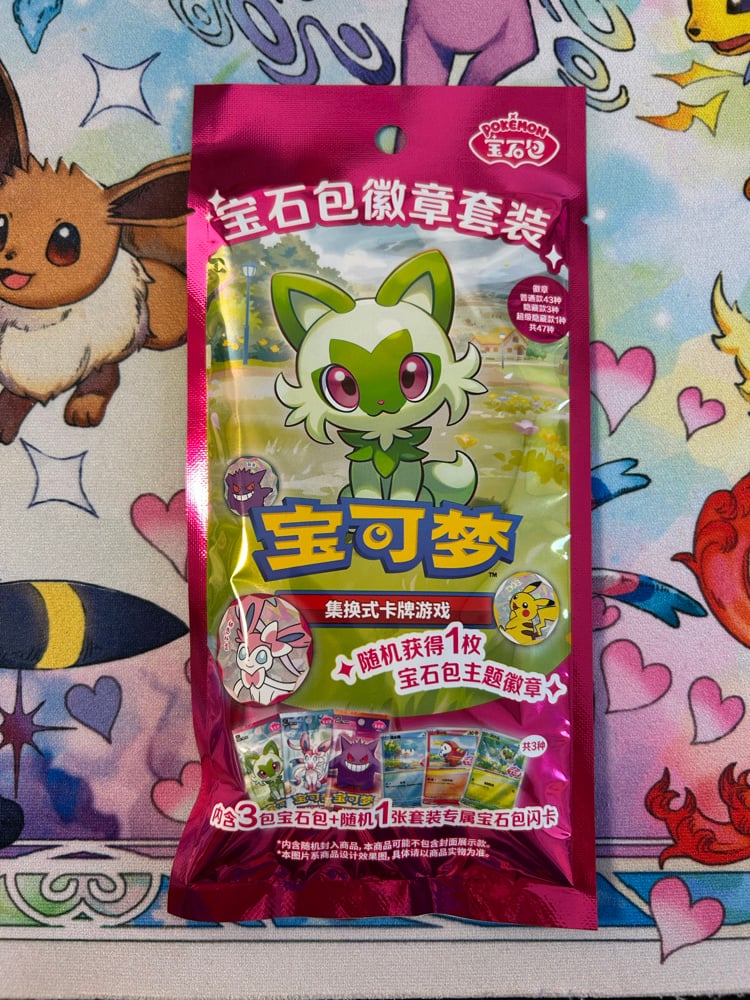 POKÉMON
宝石包
宝石包徽章套装
徽章
普通款43种
隐藏款3种
超级隐藏款1种
共47种
宝可梦
TM
集换式卡牌游戏
随机获得1枚
宝石包主题徽章
共3种
内含3包宝石包+随机1张套装专属宝石包闪卡
*内含随机封入商品,本商品可能不包含封面展示款。
*本图片系商品设计效果图,具体请以商品实物为准。